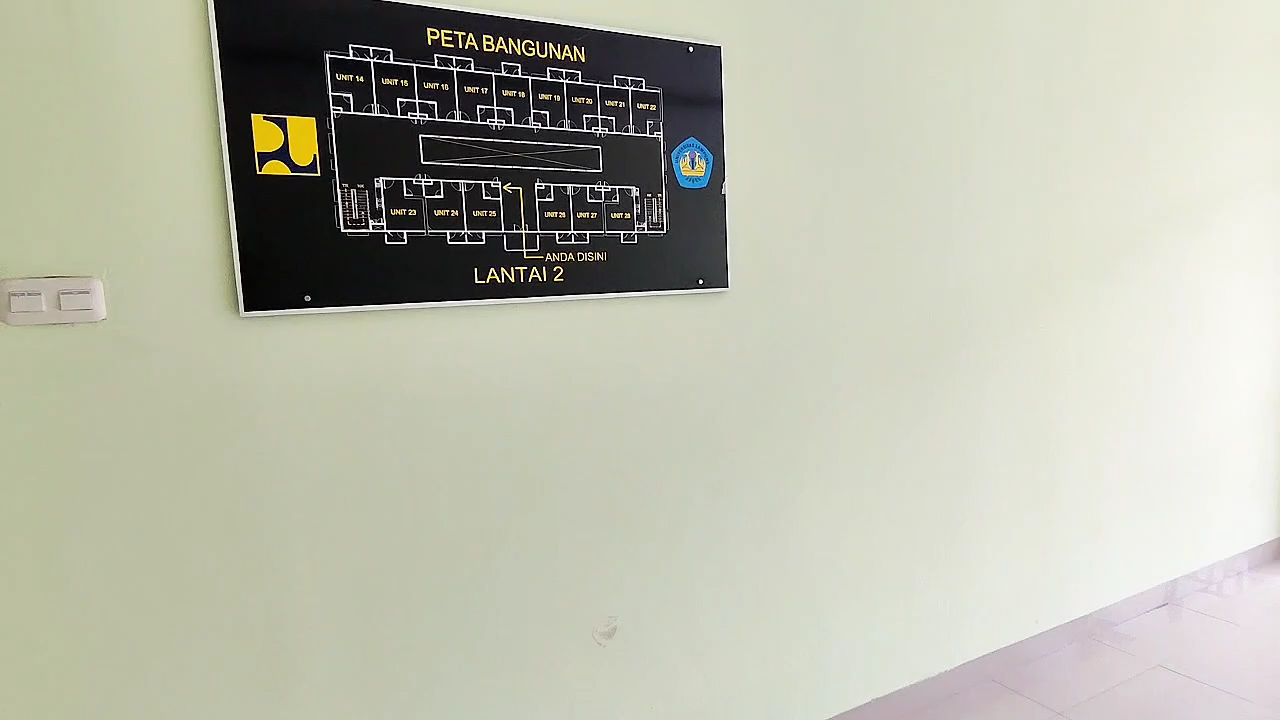 PETA BANGUNAN
UNIT 14
UNIT 15
UNIT 16
UNIT 17
UNIT 18
UNIT 19
UNIT 20
UNIT 21
UNIT 22
UNIT 23
UNIT 24
UNIT 25
UNIT 26
UNIT 27
UNIT 28
ANDA DISINI
LANTAI 2